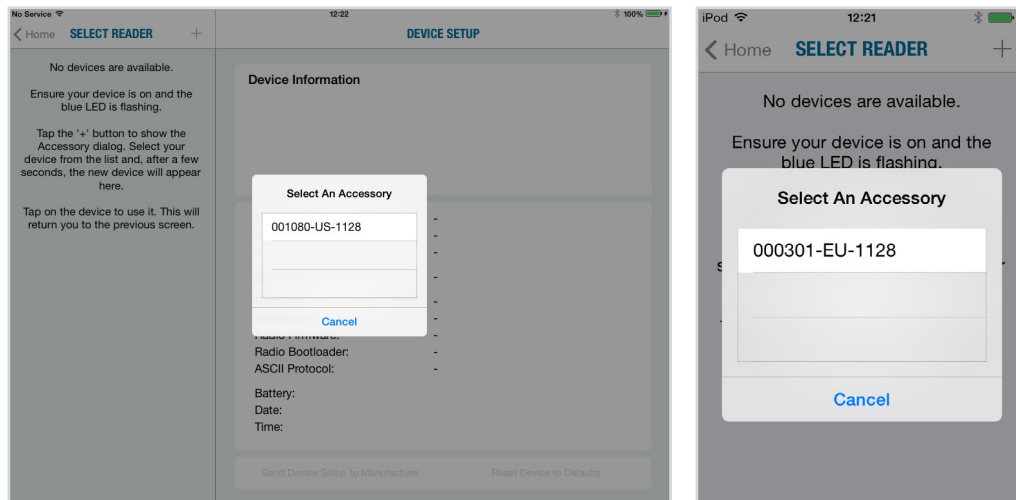 No Service 12:22 100%
Home SELECT READER + DEVICE SETUP
No devices are available.
Ensure your device is on and the
blue LED is flashing.
Tap the '+' button to show the
Accessory dialog. Select your
device from the list and, after a few
seconds, the new device will appear
here.
Tap on the device to use it. This will
return you to the previous screen.
Device Information
Select An Accessory
001080-US-1128
Cancel
-
-
-
-
-
-
-
Radio Firmware: -
Radio Bootloader: -
ASCII Protocol: -
Battery:
Date:
Time:
Send Device Setup to Manufacturer Reset Device to Defaults
iPod 12:21
Home SELECT READER +
No devices are available.
Ensure your device is on and the
blue LED is flashing.
Select An Accessory
000301-EU-1128
Cancel